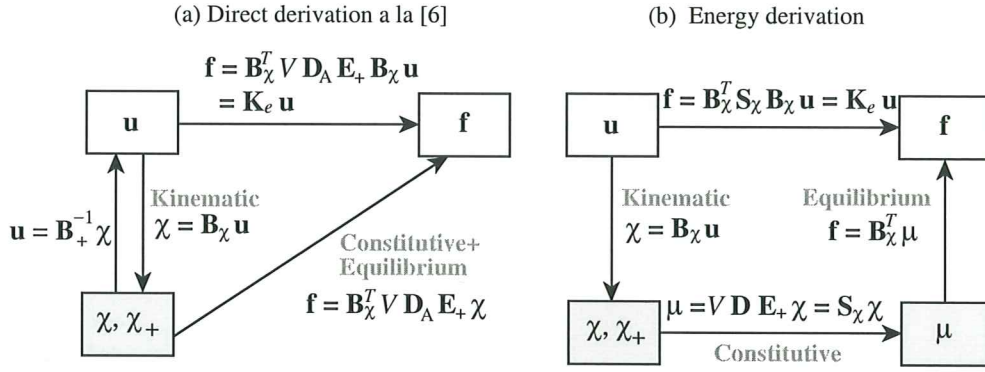 (a) Direct derivation a la [6]
f = B_χ^T V D_A E_+ B_χ u
= K_e u
u
f
Kinematic
χ = B_χ u
u = B_+^{-1} χ
Constitutive+
Equilibrium
f = B_χ^T V D_A E_+ χ
χ, χ_+
(b) Energy derivation
f = B_χ^T S_χ B_χ u = K_e u
u
f
Kinematic
χ = B_χ u
Equilibrium
f = B_χ^T μ
χ, χ_+
μ = V D E_+ χ = S_χ χ
Constitutive
μ